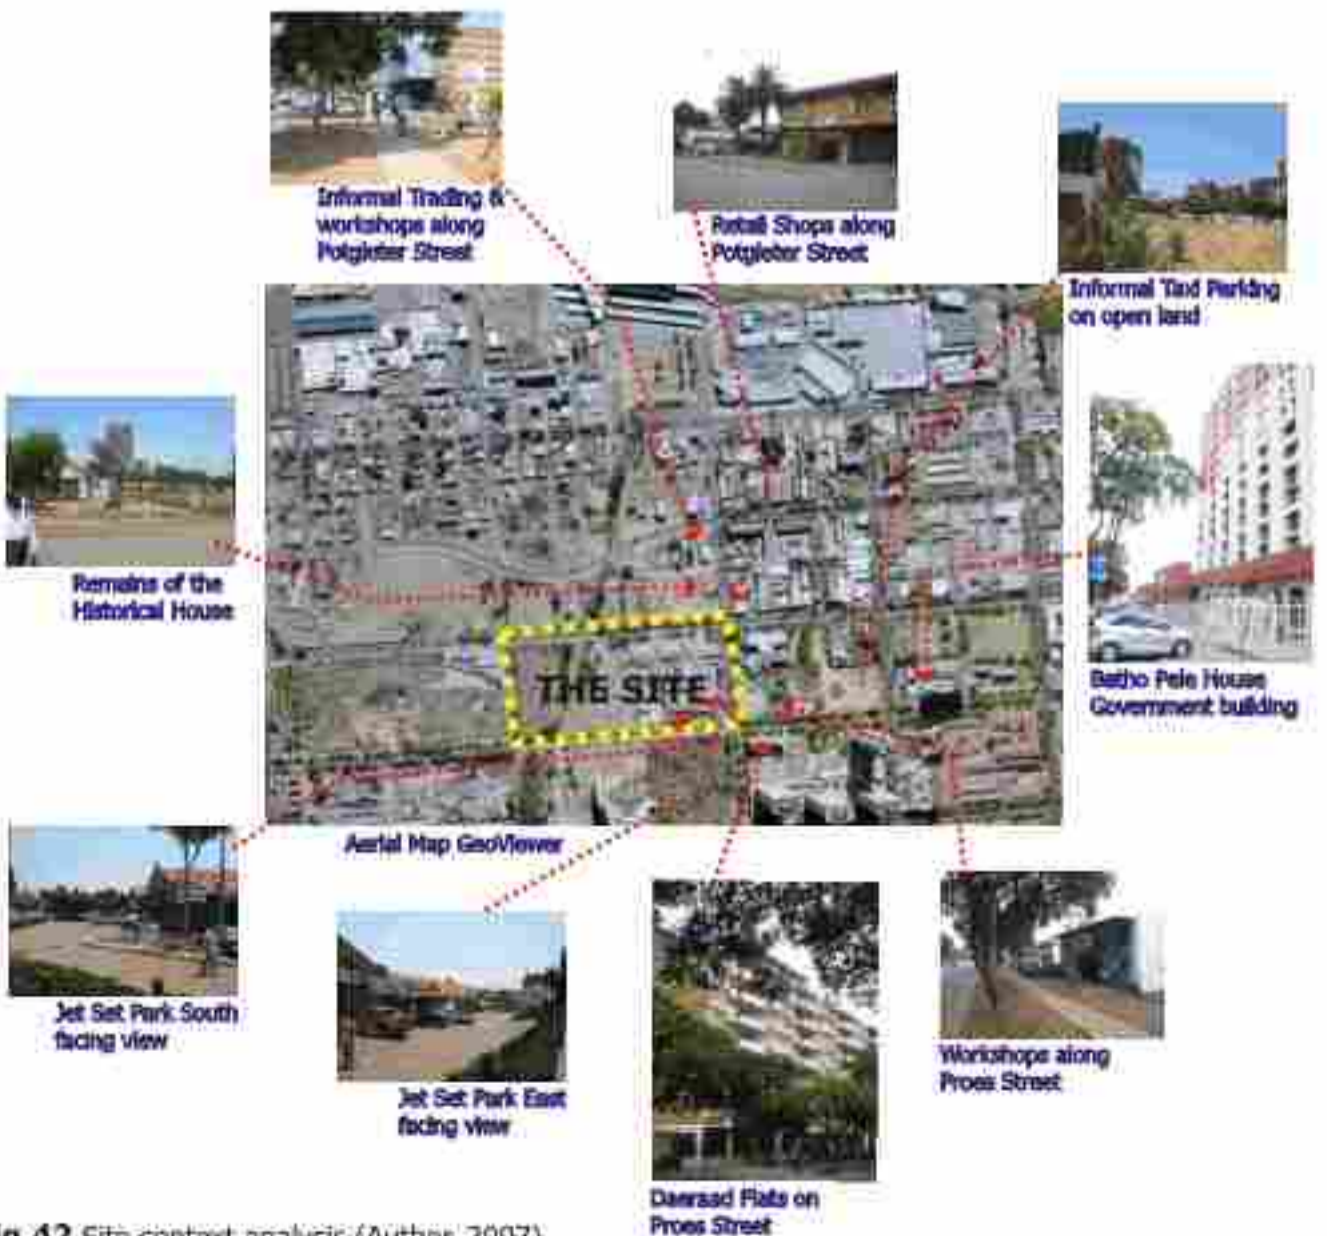 Informal Trading &
workshops along
Potgieter Street
Retail Shops along
Potgieter Street
Informal Taxi Parking
on open land
Remains of the
Historical House
THE SITE
Batho Pele House
Government building
Aerial Map GeoViewer
Jet Set Park South
facing view
Jet Set Park East
facing view
Workshops along
Proes Street
Flats on
Proes Street
42 Site context analysis (Author, 2007)